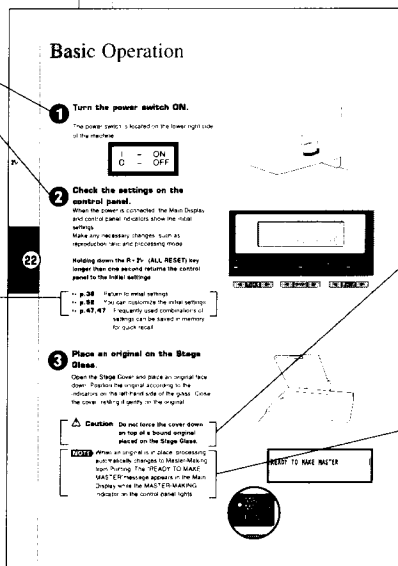 Basic Operation
1 Turn the power switch ON.
The power switch is located on the lower right side
of the machine
I – ON
O – OFF
2 Check the settings on the
control panel.
When the power is connected, the Main Display
and control panel indicators show the initial
settings.
Make any necessary changes, such as
reproduction ratio and processing mode.
Holding down the R • (ALL RESET) key
longer than one second returns the control
panel to the initial settings.
22
p.38 Return to initial settings
p.58 You can customize the initial settings
p.47,47 Frequently used combinations of
settings can be saved in memory
for quick recall
3 Place an original on the Stage
Glass.
Open the Stage Cover and place an original face
down. Position the original according to the
indicators on the left-hand side of the glass. Close
the cover, resting it gently on the original
Caution Do not force the cover down
on top of a bound original
placed on the Stage Glass.
NOTE When an original is in place, processing
automatically changes to Master-Making
from Printing. The "READY TO MAKE
MASTER" message appears in the Main
Display while the MASTER-MAKING
indicator on the control panel lights
READY TO MAKE MASTER